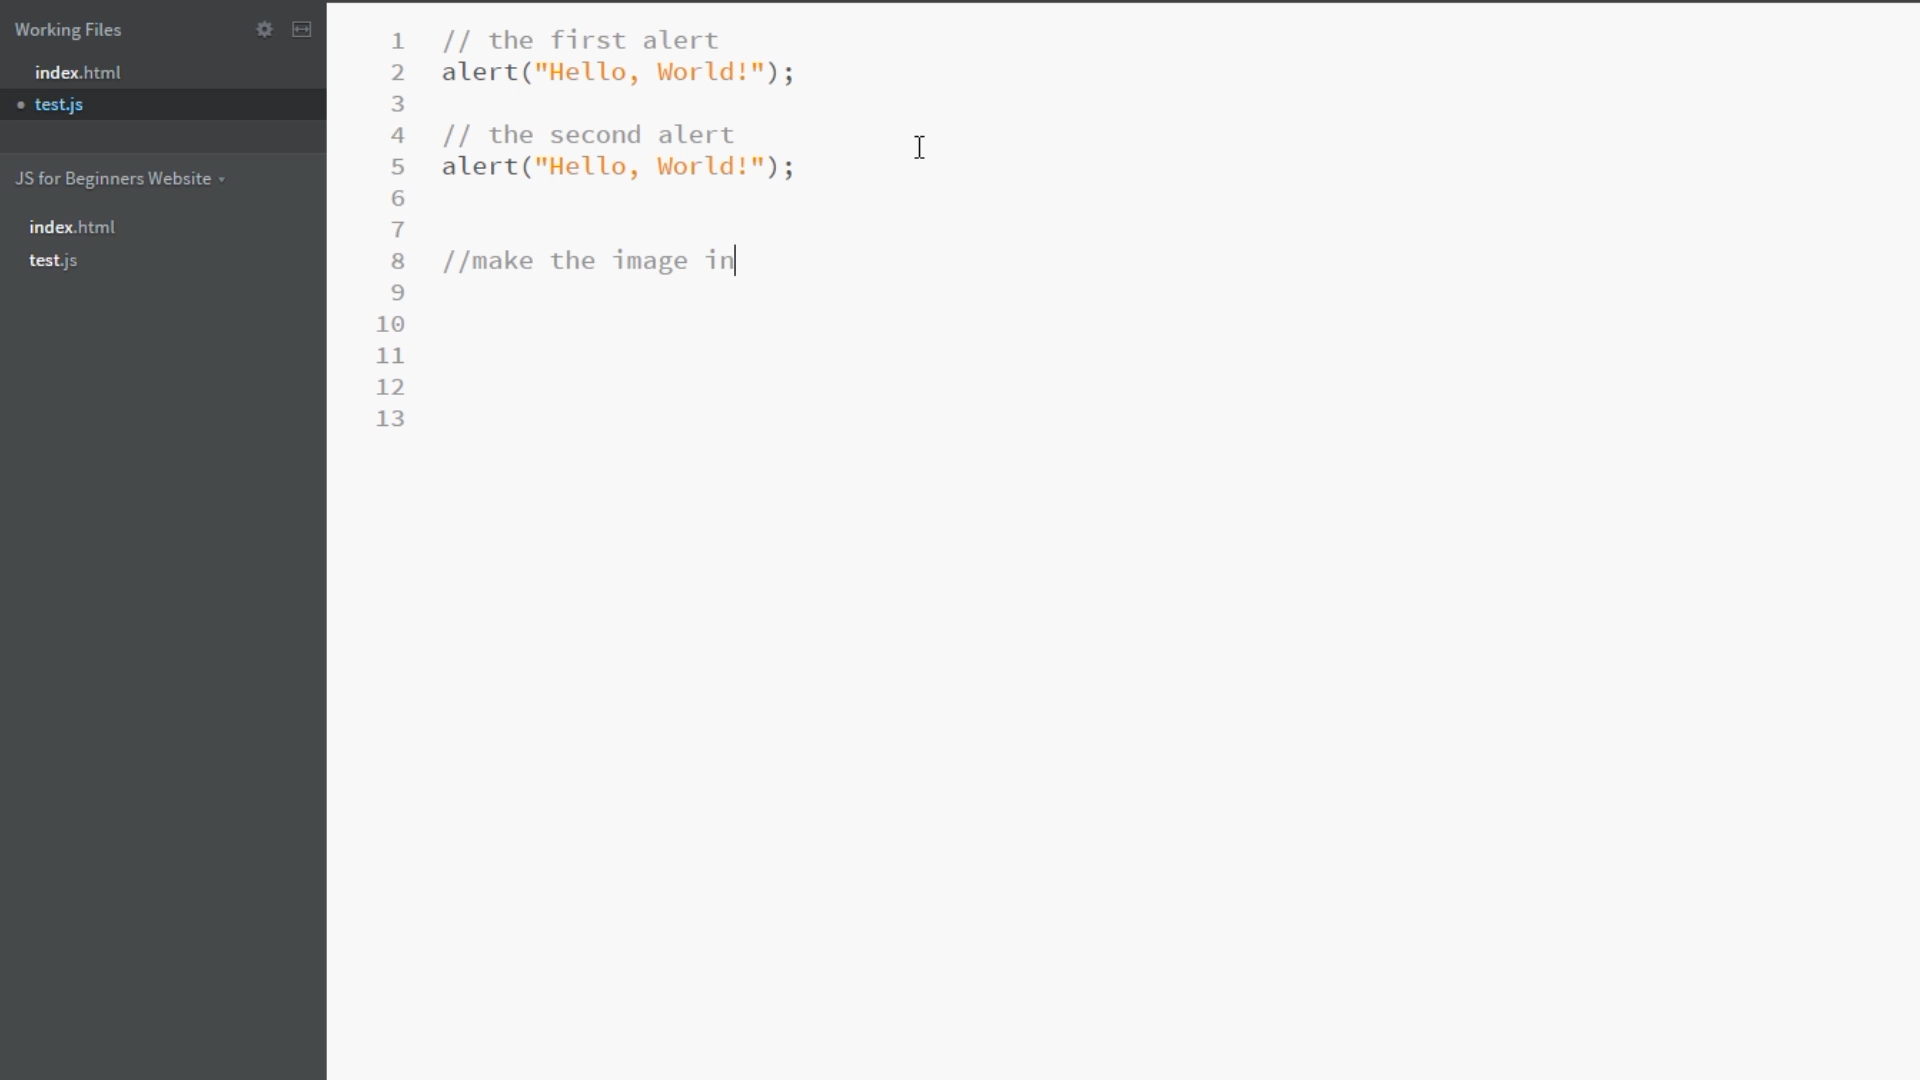 Working Files
index.html
test.js
JS for Beginners Website
index.html
test.js
1 // the first alert
2 alert("Hello, World!");
3
4 // the second alert
5 alert("Hello, World!");
6
7
8 //make the image in
9
10
11
12
13